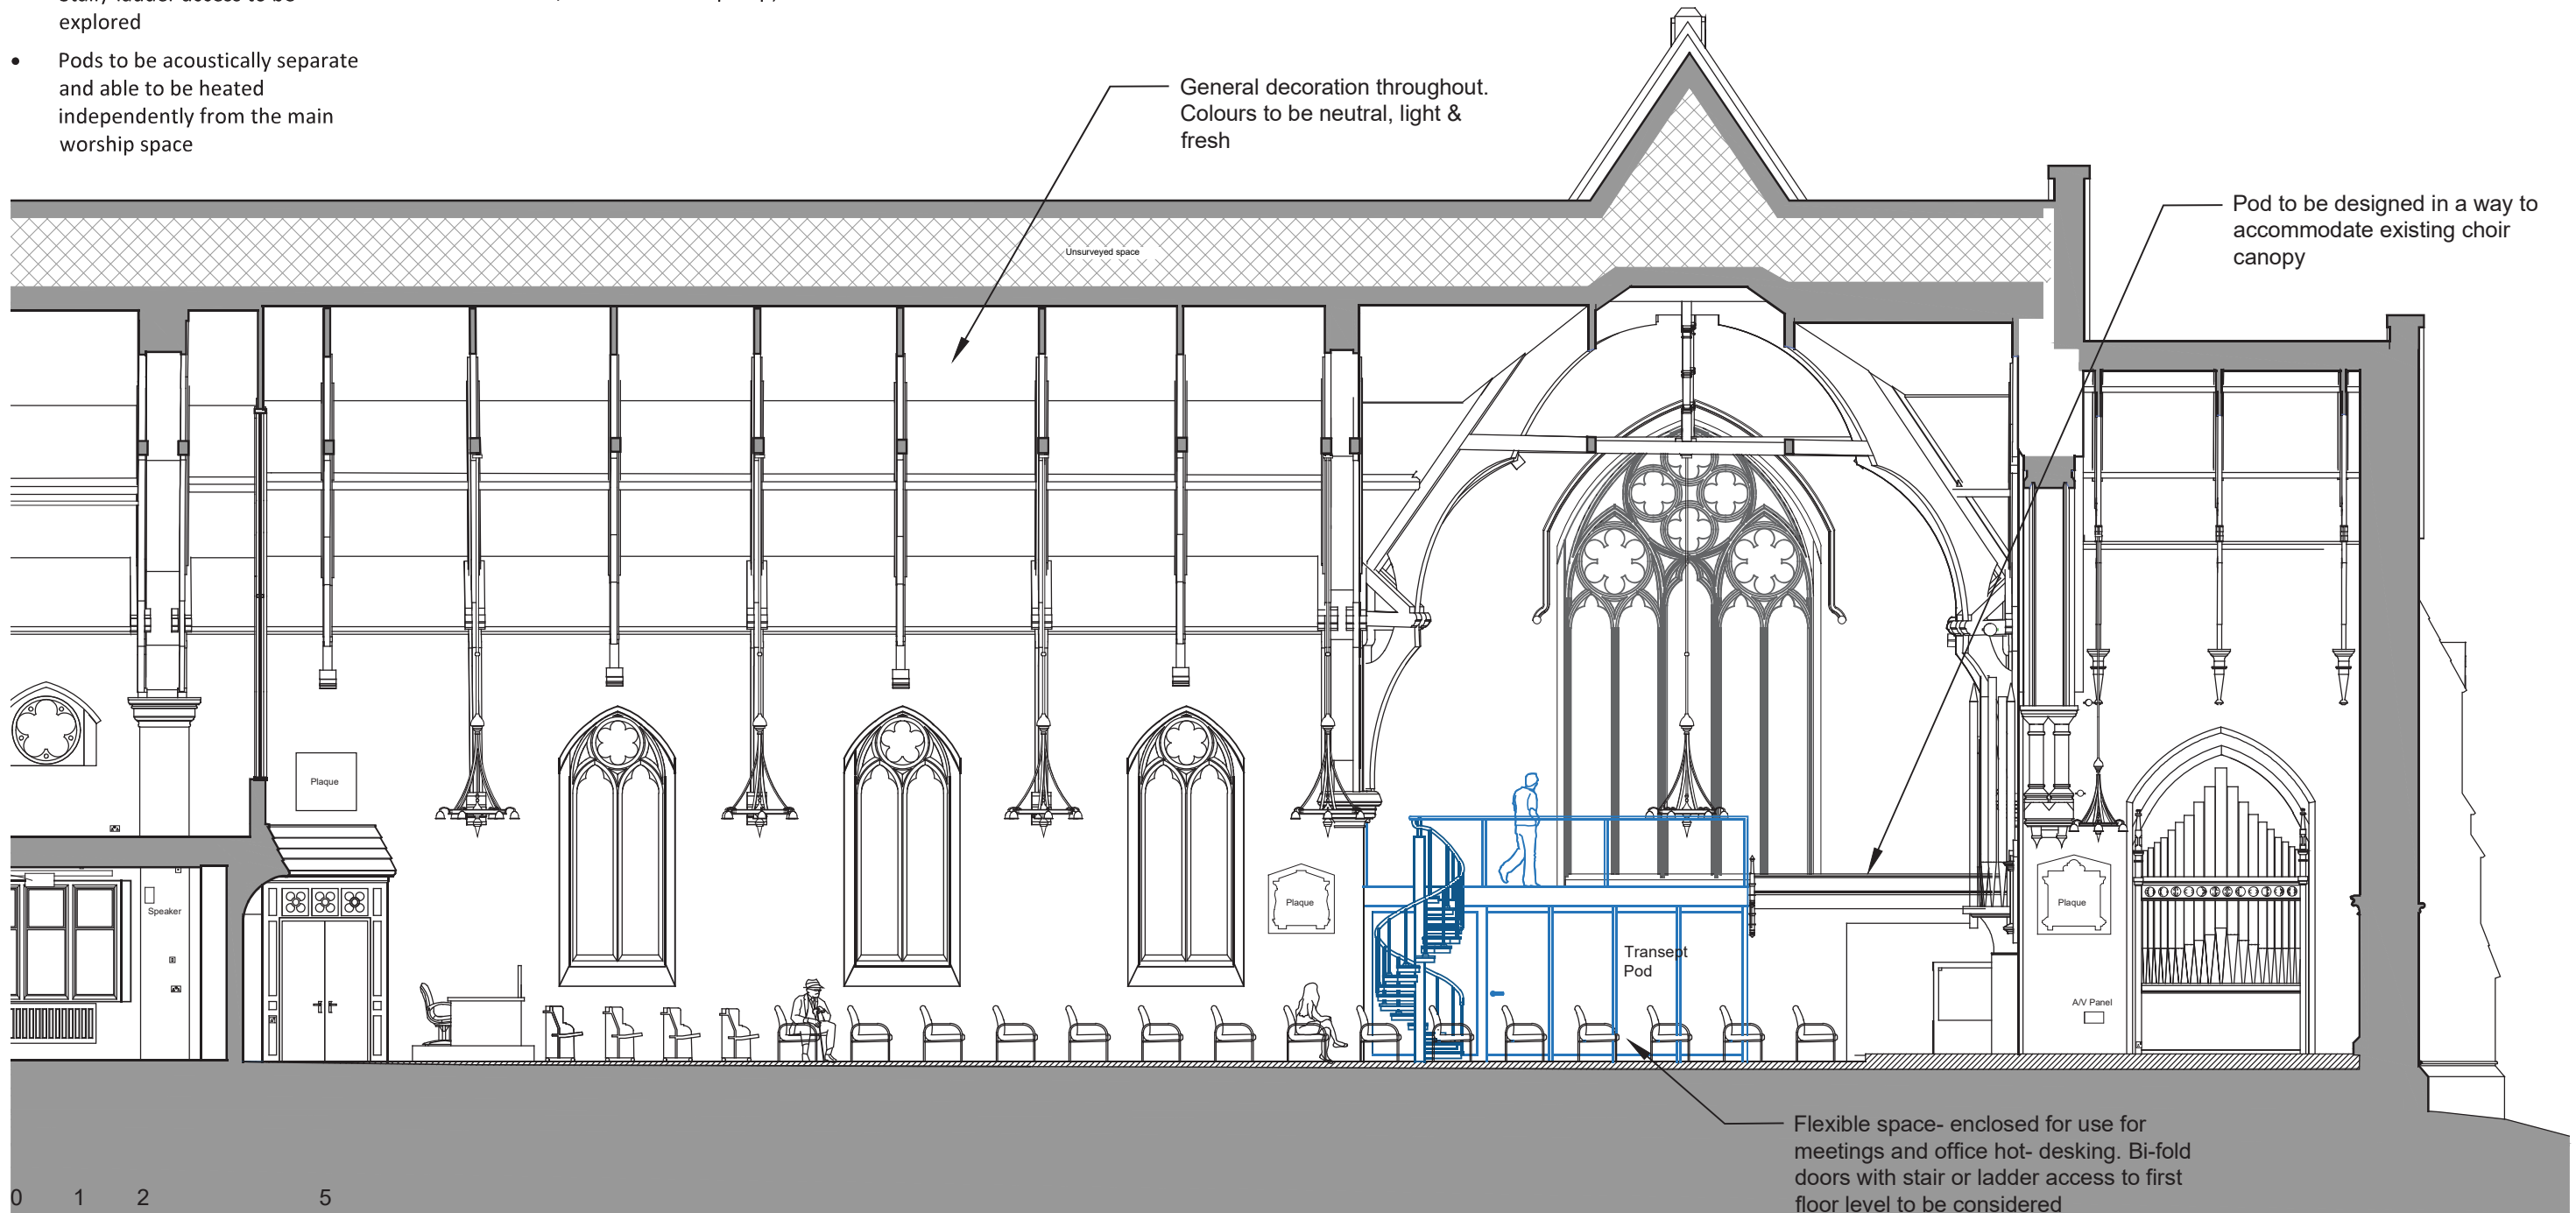 explored
• Pods to be acoustically separate
and able to be heated
independently from the main
worship space
General decoration throughout.
Colours to be neutral, light &
fresh
Pod to be designed in a way to
accommodate existing choir
canopy
Unsurveyed space
Plaque
Speaker
Plaque
Transept
Pod
Plaque
A/V Panel
Flexible space- enclosed for use for
meetings and office hot- desking. Bi-fold
doors with stair or ladder access to first
floor level to be considered
0 1 2 5